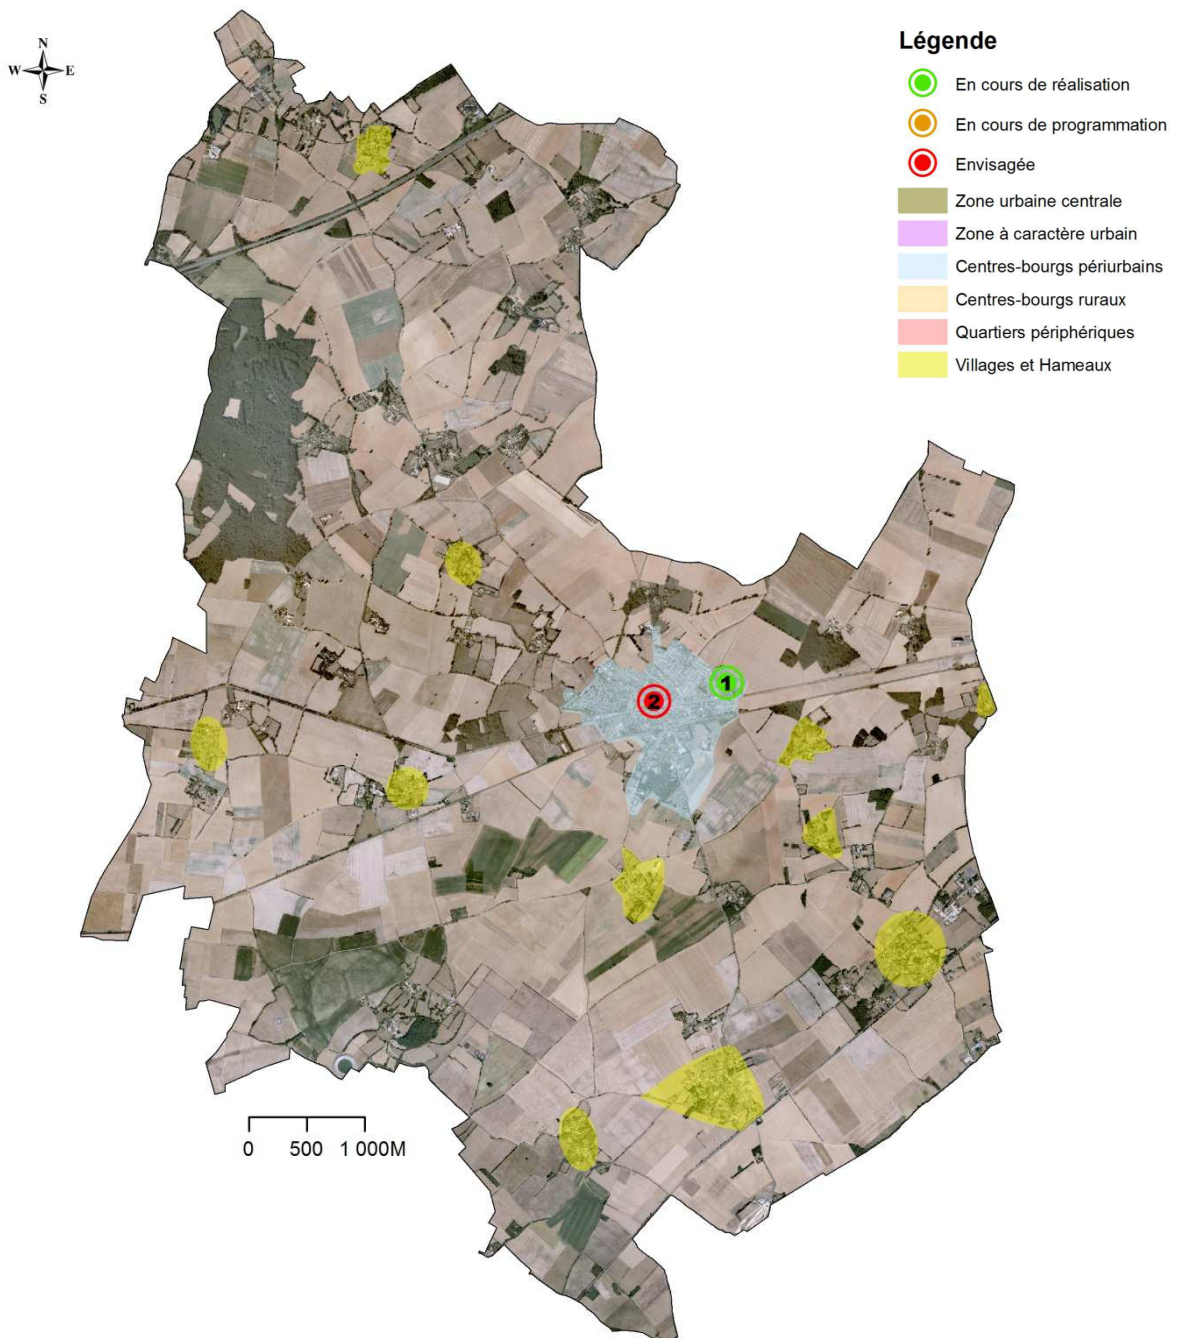 N
W E
S
Légende
En cours de réalisation
En cours de programmation
Envisagée
Zone urbaine centrale
Zone à caractère urbain
Centres-bourgs périurbains
Centres-bourgs ruraux
Quartiers périphériques
Villages et Hameaux
1
2
0 500 1 000M